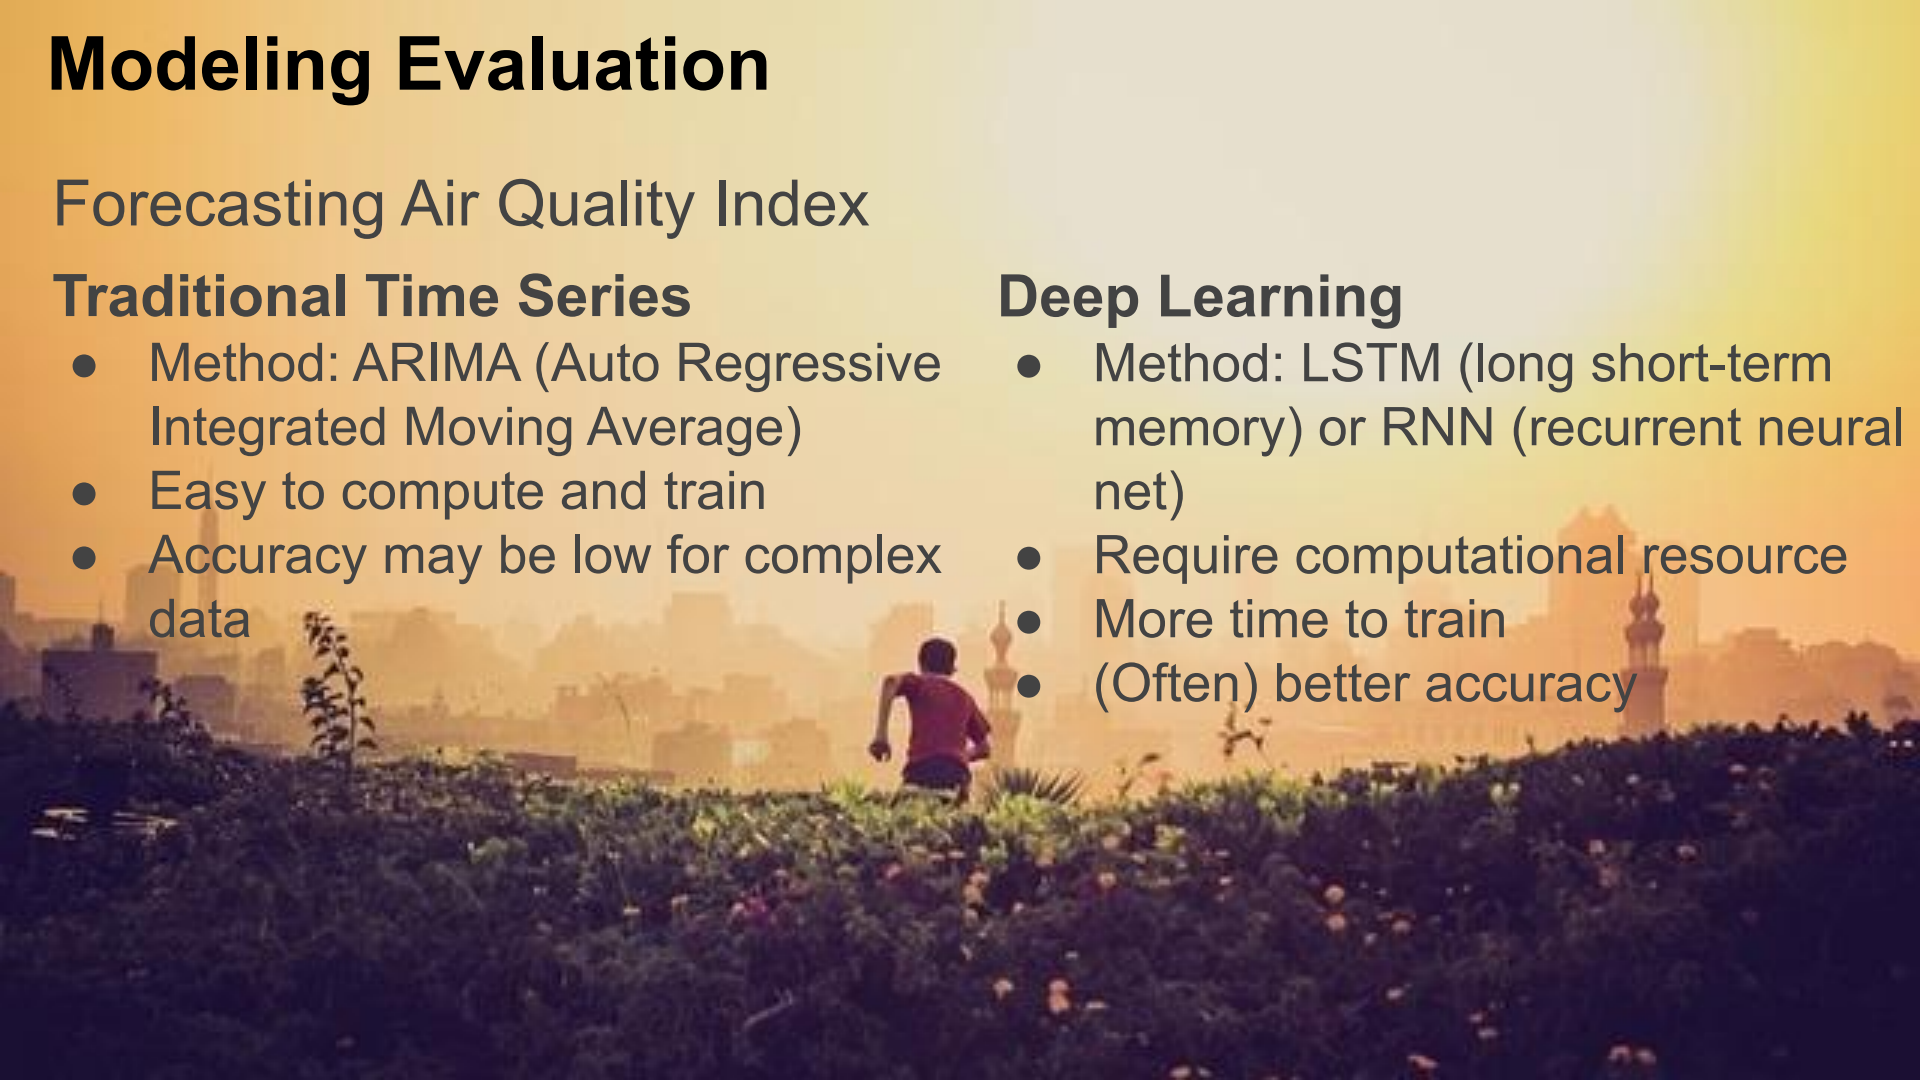 Modeling Evaluation
Forecasting Air Quality Index
Traditional Time Series
● Method: ARIMA (Auto Regressive
Integrated Moving Average)
● Easy to compute and train
● Accuracy may be low for complex
data
Deep Learning
● Method: LSTM (long short-term
memory) or RNN (recurrent neural
net)
● Require computational resource
● More time to train
● (Often) better accuracy